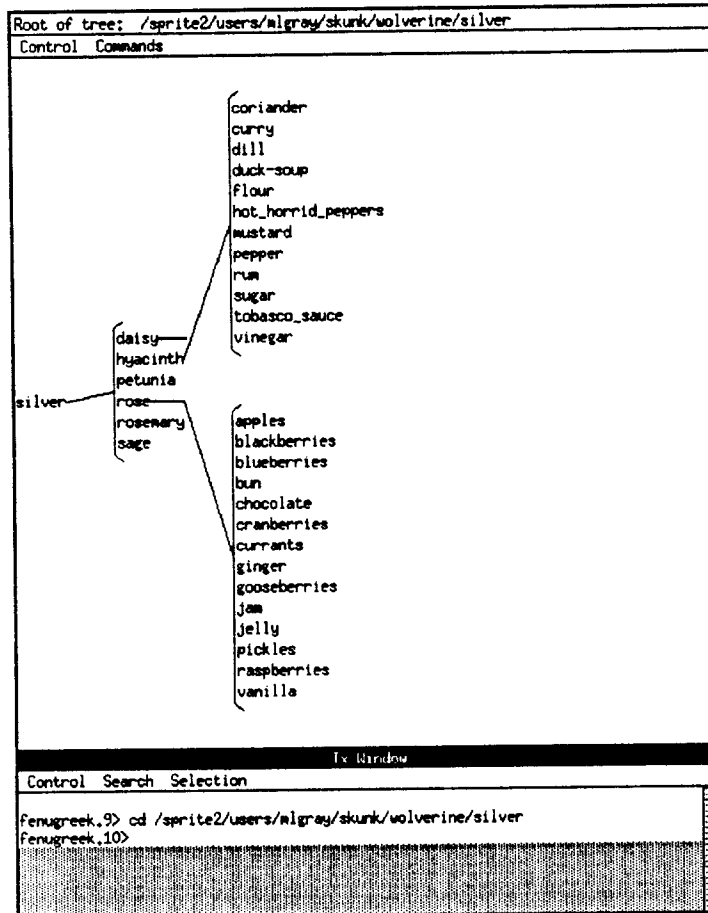 Root of tree: /sprite2/users/mlgray/skunk/wolverine/silver
Control Commands
coriander
curry
dill
duck-soup
flour
hot_horrid_peppers
mustard
pepper
rum
sugar
tobasco_sauce
vinegar
daisy
hyacinth
petunia
silver
rose
rosemary
sage
apples
blackberries
blueberries
bun
chocolate
cranberries
currants
ginger
gooseberries
jam
jelly
pickles
raspberries
vanilla
Tx Window
Control Search Selection
fenugreek.9> cd /sprite2/users/mlgray/skunk/wolverine/silver
fenugreek.10>